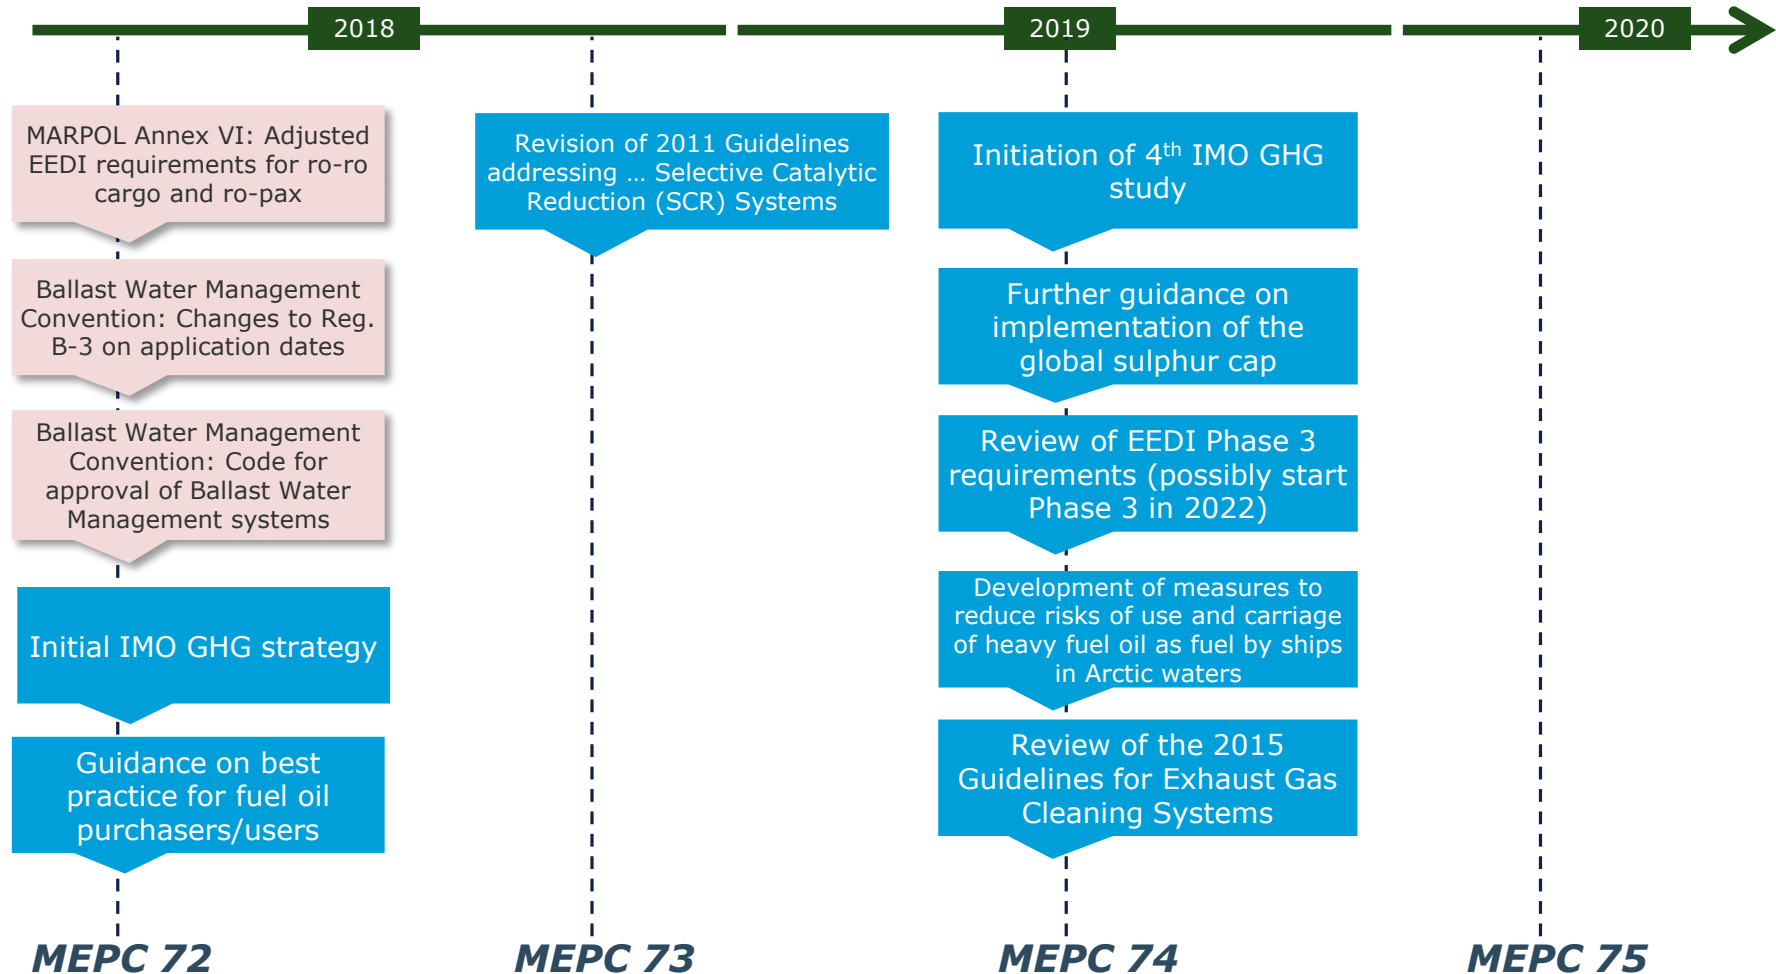 2018
2019
2020
MARPOL Annex VI: Adjusted
EEDI requirements for ro-ro
cargo and ro-pax
Ballast Water Management
Convention: Changes to Reg.
B-3 on application dates
Ballast Water Management
Convention: Code for
approval of Ballast Water
Management systems
Initial IMO GHG strategy
Guidance on best
practice for fuel oil
purchasers/users
Revision of 2011 Guidelines
addressing … Selective Catalytic
Reduction (SCR) Systems
Initiation of 4th IMO GHG
study
Further guidance on
implementation of the
global sulphur cap
Review of EEDI Phase 3
requirements (possibly start
Phase 3 in 2022)
Development of measures to
reduce risks of use and carriage
of heavy fuel oil as fuel by ships
in Arctic waters
Review of the 2015
Guidelines for Exhaust Gas
Cleaning Systems
MEPC 72
MEPC 73
MEPC 74
MEPC 75